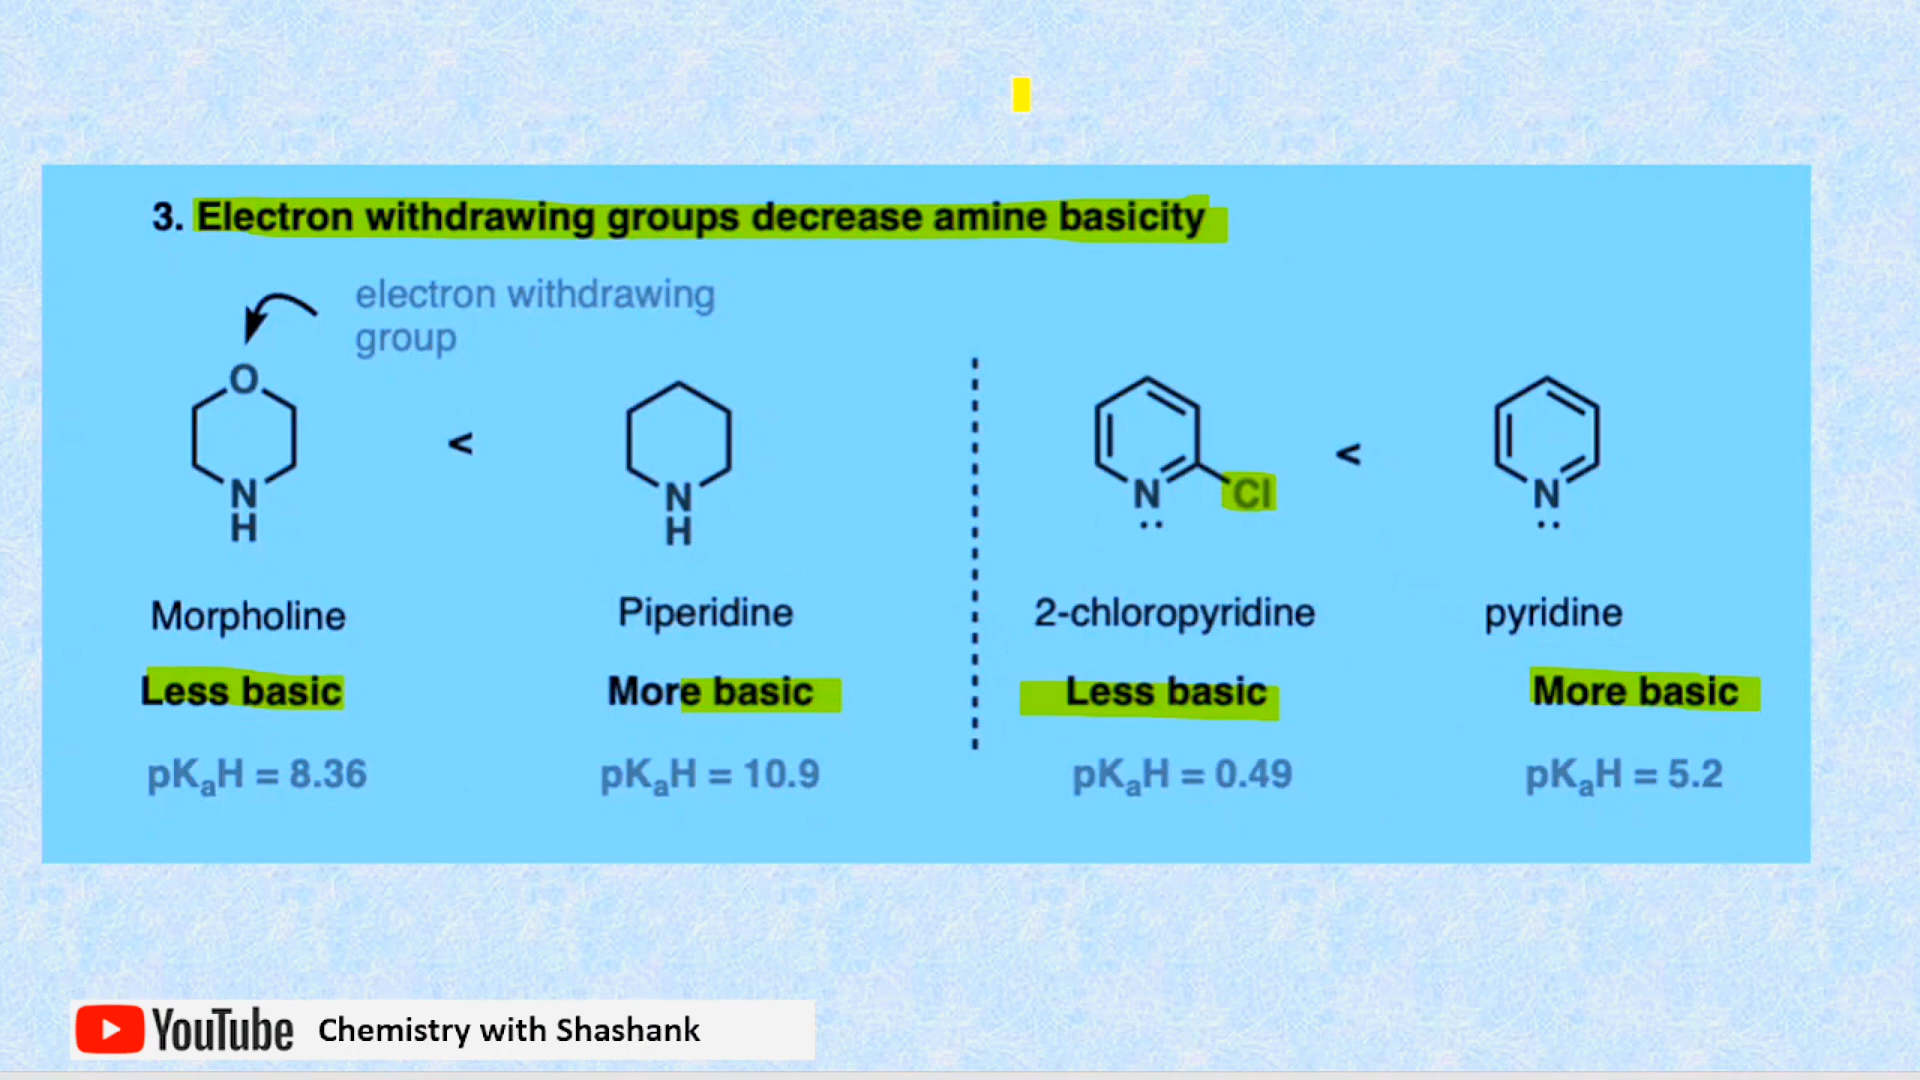 3. Electron withdrawing groups decrease amine basicity
electron withdrawing
group
O
N
H
<
N
H
N
Cl
<
N
Morpholine
Piperidine
2-chloropyridine
pyridine
Less basic
More basic
Less basic
More basic
pKₐH = 8.36
pKₐH = 10.9
pKₐH = 0.49
pKₐH = 5.2
YouTube Chemistry with Shashank